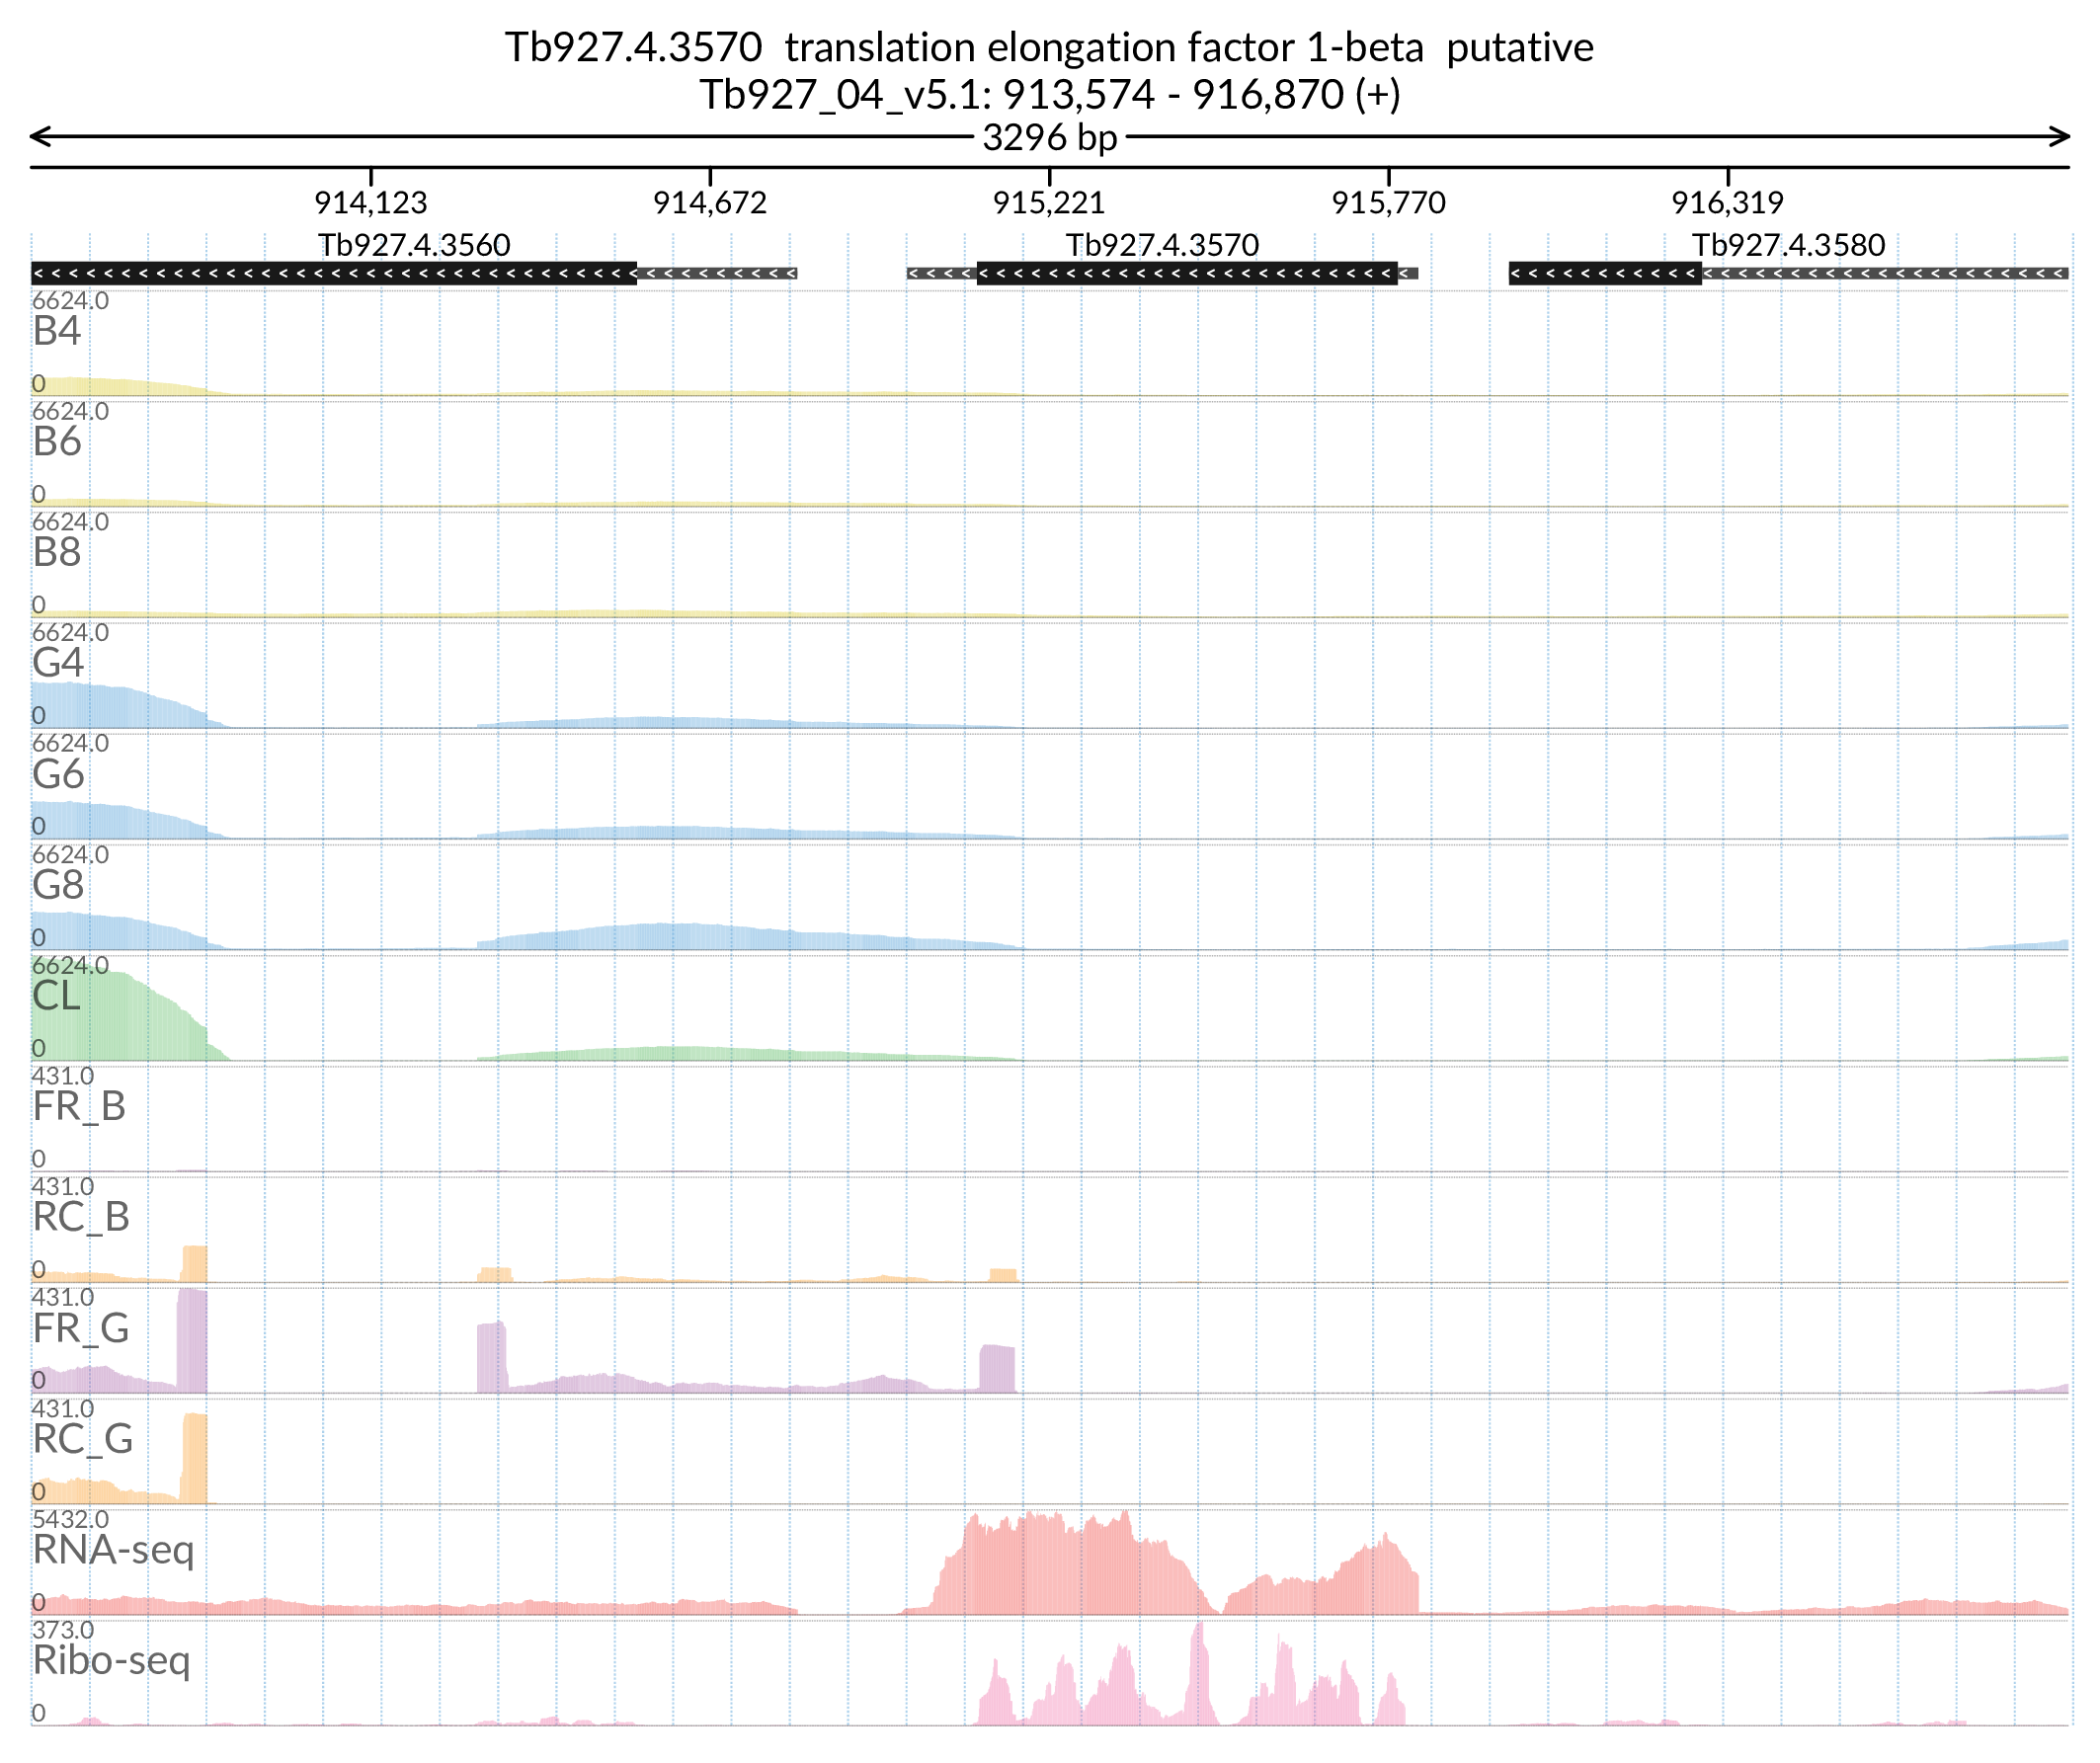 Tb927.4.3570  translation elongation factor 1-beta  putative
Tb927_04_v5.1: 913,574 - 916,870 (+)
3296 bp
914,123 914,672 915,221 915,770 916,319
Tb927.4.3560 Tb927.4.3570 Tb927.4.3580
6624.0
B4
0
6624.0
B6
0
6624.0
B8
0
6624.0
G4
0
6624.0
G6
0
6624.0
G8
0
6624.0
CL
0
431.0
FR_B
0
431.0
RC_B
0
431.0
FR_G
0
431.0
RC_G
0
5432.0
RNA-seq
0
373.0
Ribo-seq
0